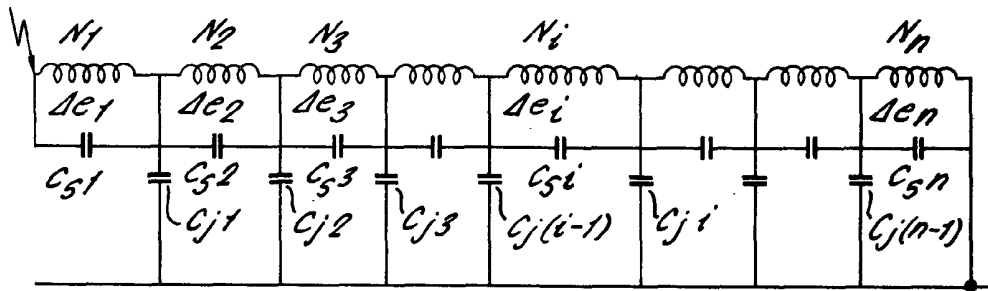 N1 N2 N3 Ni Nn
Δe1 Δe2 Δe3 Δei Δen
Cs1 Cs2 Cs3 Csi Csn
Cj1 Cj2 Cj3 Cj(i-1) Cji Cj(n-1)